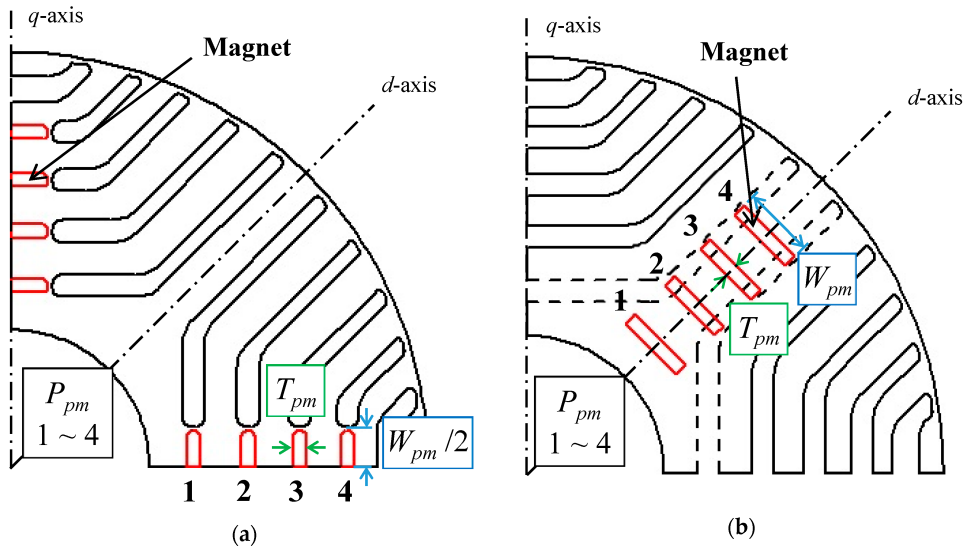 q-axis
Magnet
d-axis
T_pm
P_pm
1 ~ 4
W_pm /2
1 2 3 4
(a)
q-axis
Magnet
d-axis
4
3
2
1
W_pm
T_pm
P_pm
1 ~ 4
(b)